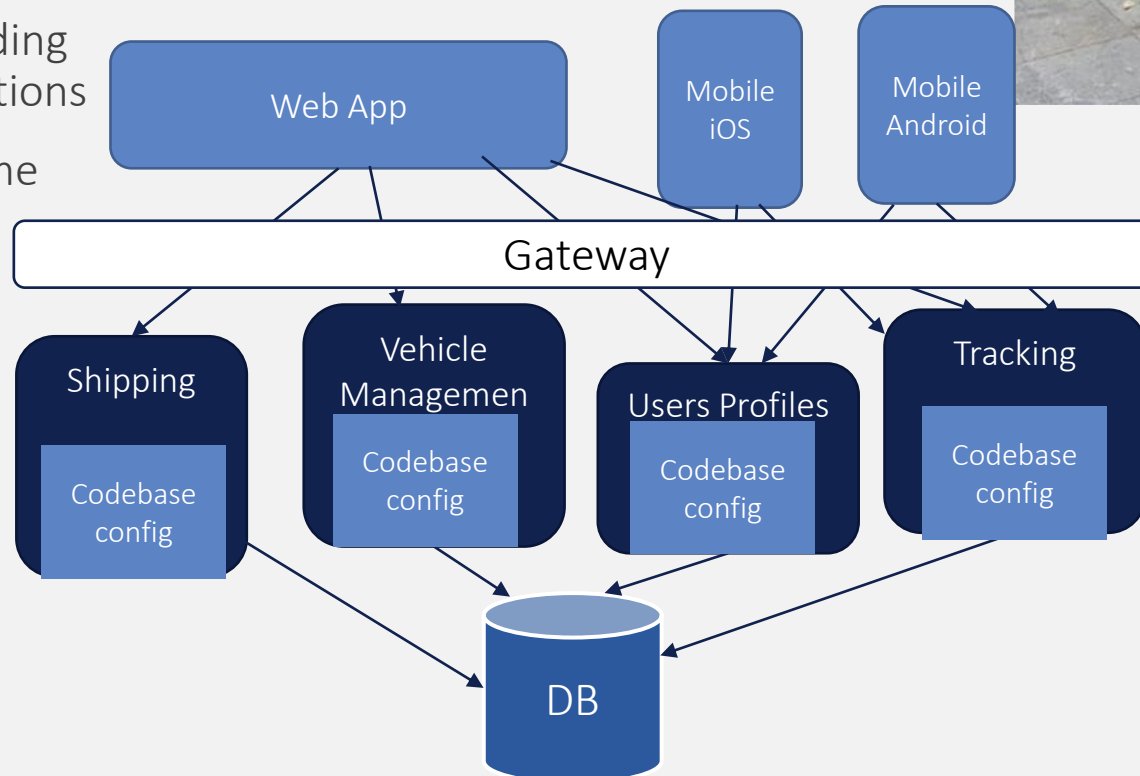 ding
tions
ne
Web App
Mobile
iOS
Mobile
Android
Gateway
Shipping
Vehicle
Managemen
Users Profiles
Tracking
Codebase
config
Codebase
config
Codebase
config
Codebase
config
DB